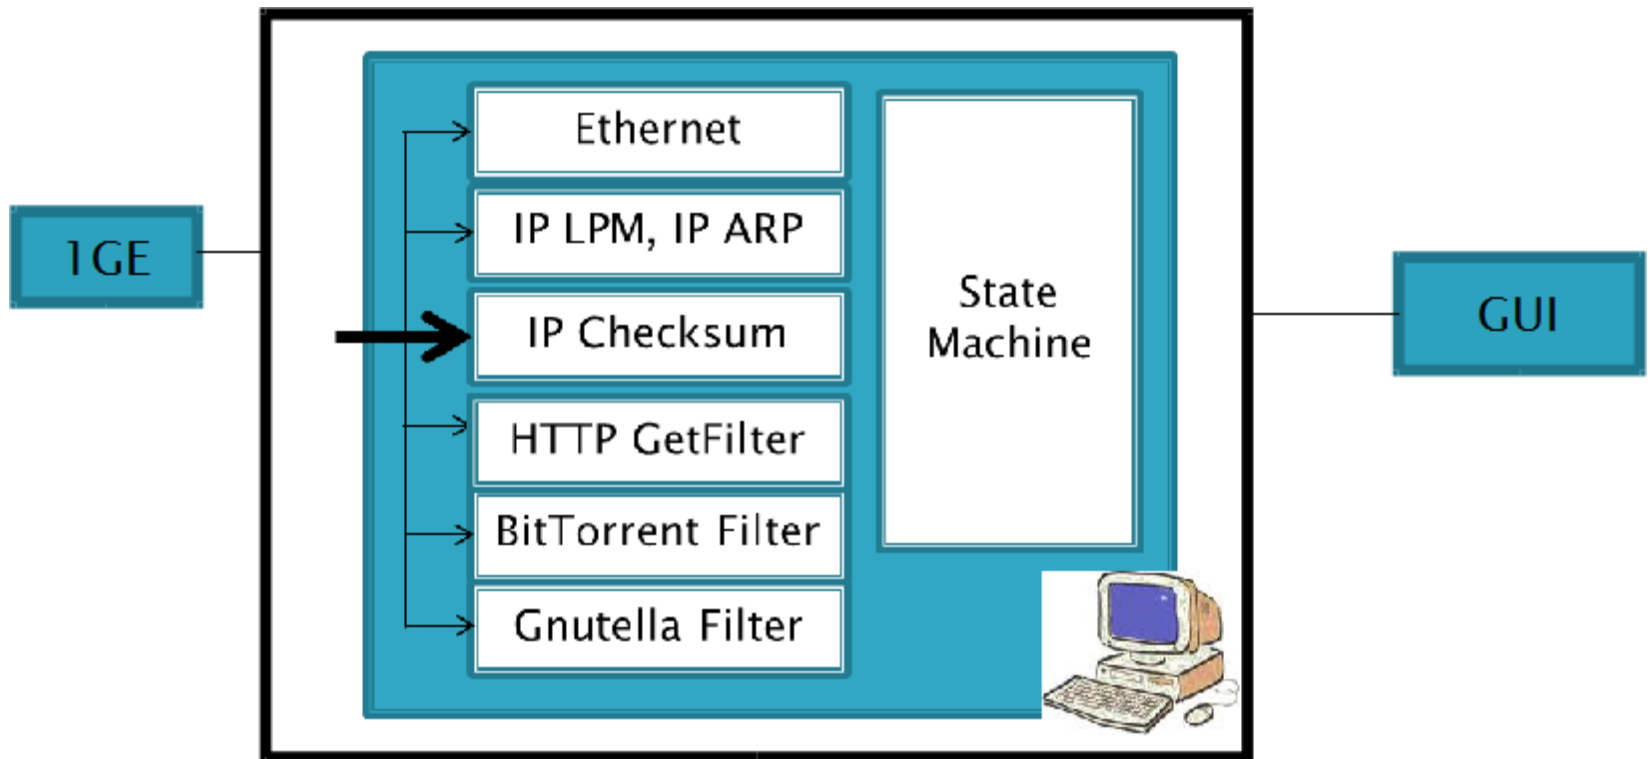 1GE
Ethernet
IP LPM, IP ARP
IP Checksum
HTTP GetFilter
BitTorrent Filter
Gnutella Filter
State
Machine
GUI